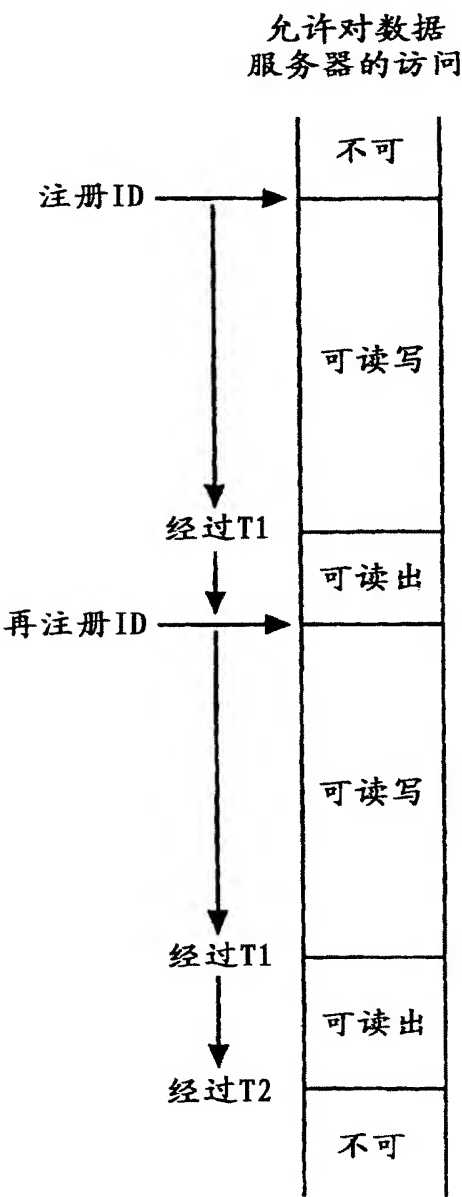 允许对数据
服务器的访问
不可
注册ID
可读写
经过T1
可读出
再注册ID
可读写
经过T1
可读出
经过T2
不可